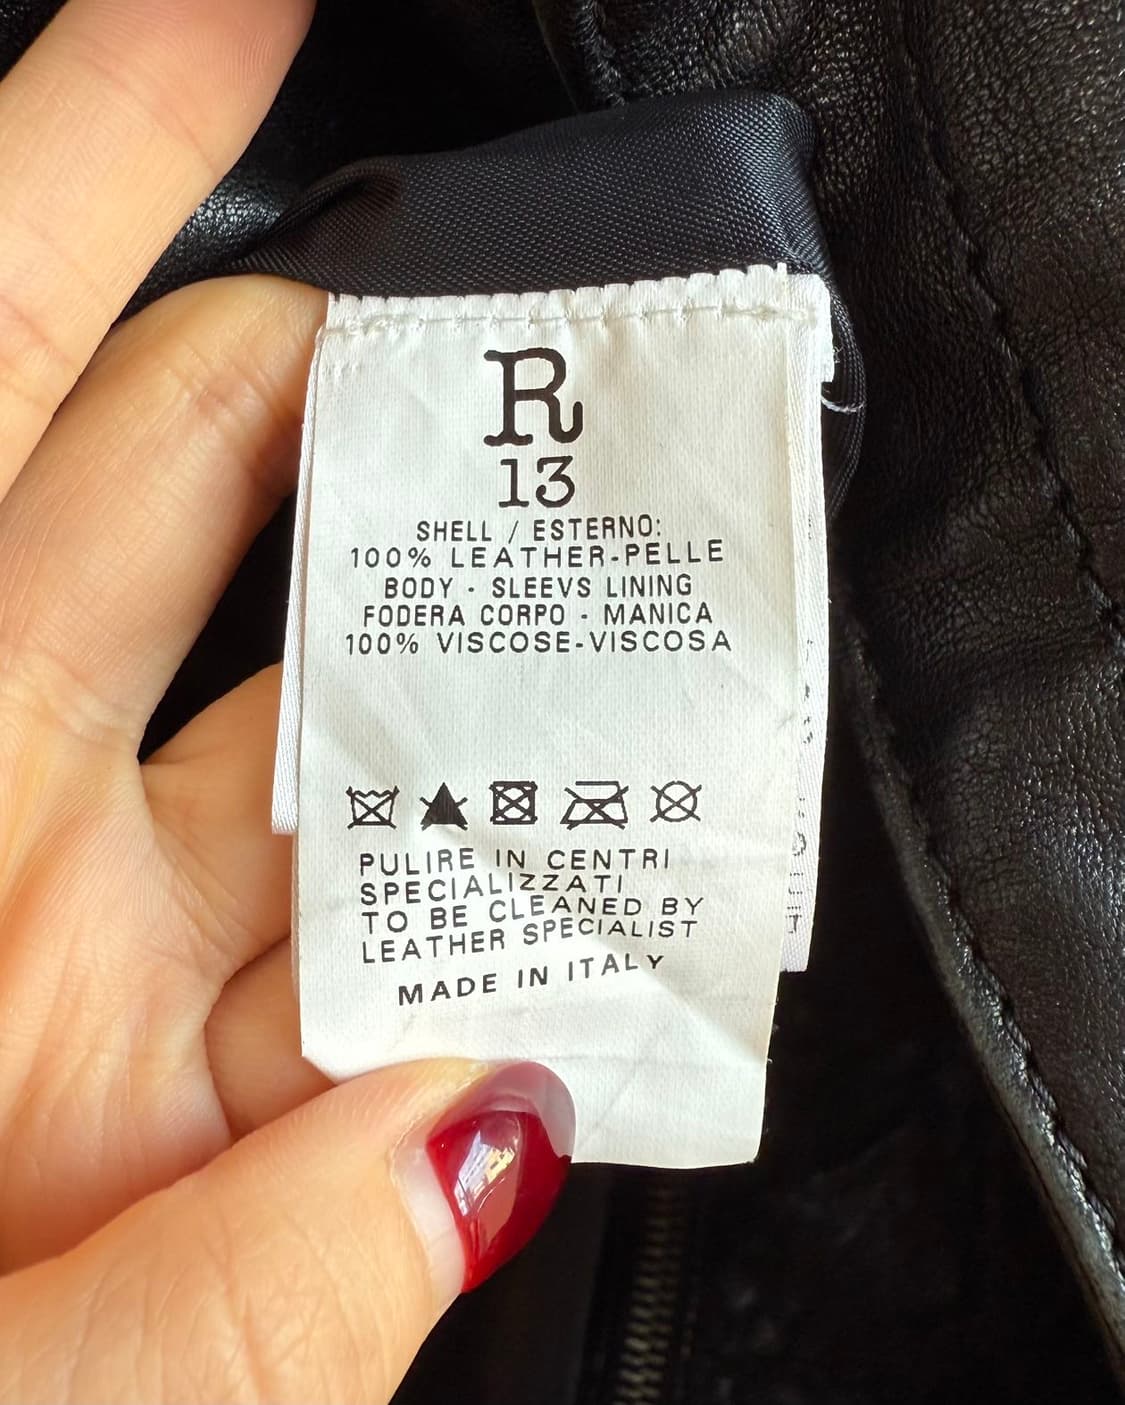 R
13
SHELL / ESTERNO:
100% LEATHER-PELLE
BODY - SLEEVS LINING
FODERA CORPO - MANICA
100% VISCOSE-VISCOSA
PULIRE IN CENTRI
SPECIALIZZATI
TO BE CLEANED BY
LEATHER SPECIALIST
MADE IN ITALY